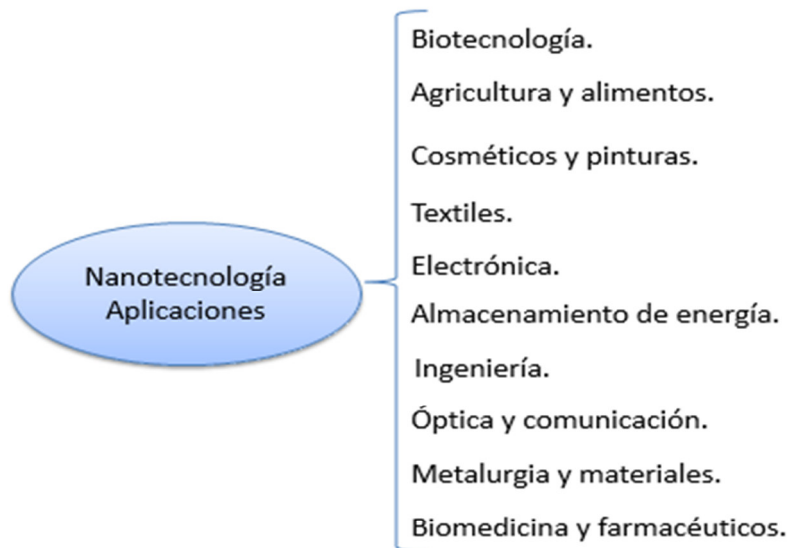 Nanotecnología
Aplicaciones
Biotecnología.
Agricultura y alimentos.
Cosméticos y pinturas.
Textiles.
Electrónica.
Almacenamiento de energía.
Ingeniería.
Óptica y comunicación.
Metalurgia y materiales.
Biomedicina y farmacéuticos.